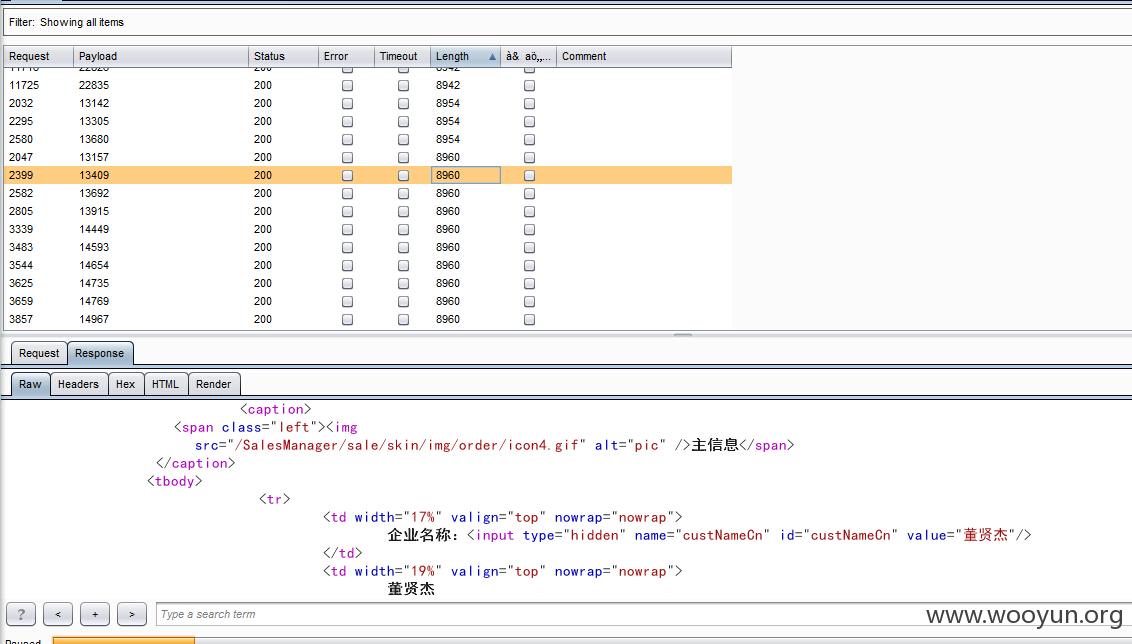 Filter: Showing all items
Request Payload Status Error Timeout Length Comment
11725 22835 200 8942
2032 13142 200 8954
2295 13305 200 8954
2580 13680 200 8954
2047 13157 200 8960
2399 13409 200 8960
2582 13692 200 8960
2805 13915 200 8960
3339 14449 200 8960
3483 14593 200 8960
3544 14654 200 8960
3625 14735 200 8960
3659 14769 200 8960
3857 14967 200 8960
Request Response
Raw Headers Hex HTML Render
<caption>
<span class="left"><img
src="/SalesManager/sale/skin/img/order/icon4.gif" alt="pic" />主信息</span>
</caption>
<tbody>
<tr>
<td width="17%" valign="top" nowrap="nowrap">
企业名称：<input type="hidden" name="custNameCn" id="custNameCn" value="董贤杰"/>
</td>
<td width="19%" valign="top" nowrap="nowrap">
董贤杰
? < + > Type a search term
www.wooyun.org